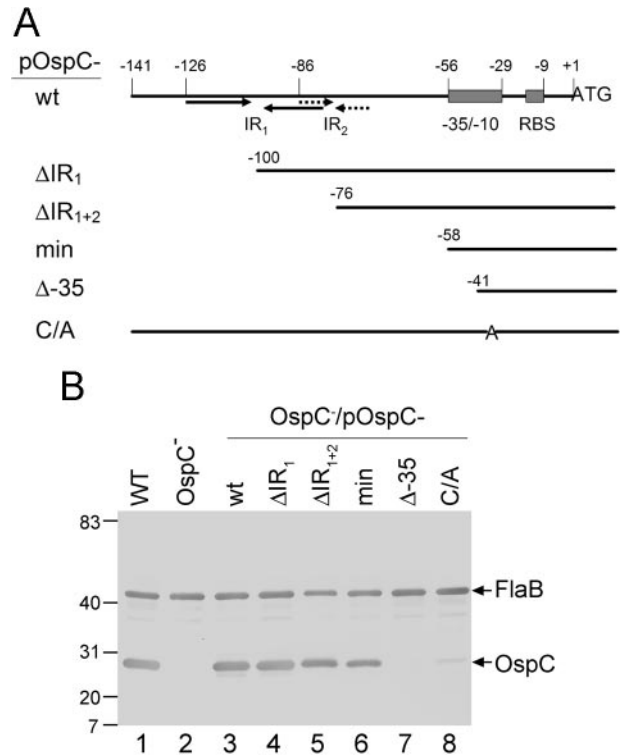 A
pOspC-
-141 -126 -86 -56 -29 -9 +1
wt ATG
IR1 IR2 -35/-10 RBS
ΔIR1 -100
ΔIR1+2 -76
min -58
Δ-35 -41
C/A A
B
OspC-/pOspC-
WT OspC- wt ΔIR1 ΔIR1+2 min Δ-35 C/A
83
FlaB
40
31
OspC
20
7
1 2 3 4 5 6 7 8